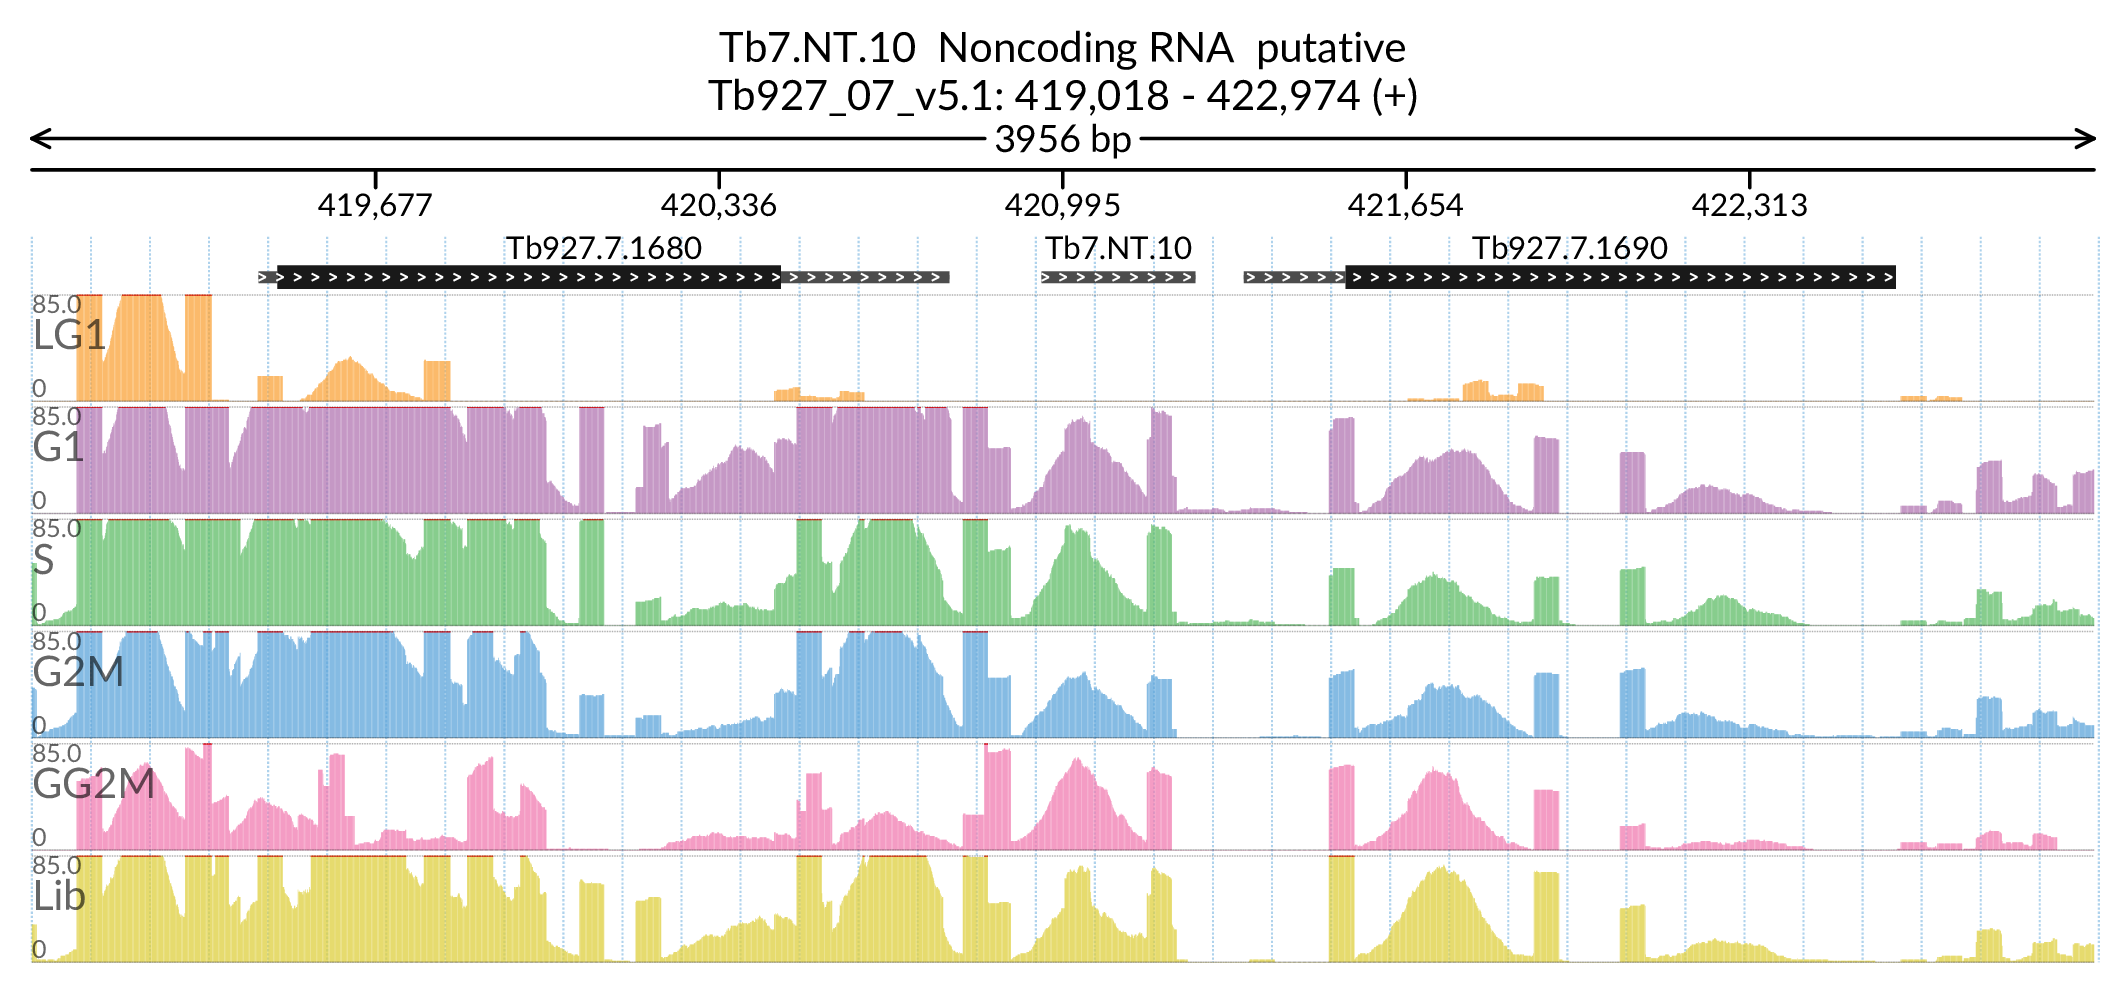 Tb7.NT.10 Noncoding RNA putative
Tb927_07_v5.1: 419,018 - 422,974 (+)
3956 bp
419,677 420,336 420,995 421,654 422,313
Tb927.7.1680 Tb7.NT.10 Tb927.7.1690
85.0
LG1
0
85.0
G1
0
85.0
S
0
85.0
G2M
0
85.0
GG2M
0
85.0
Lib
0